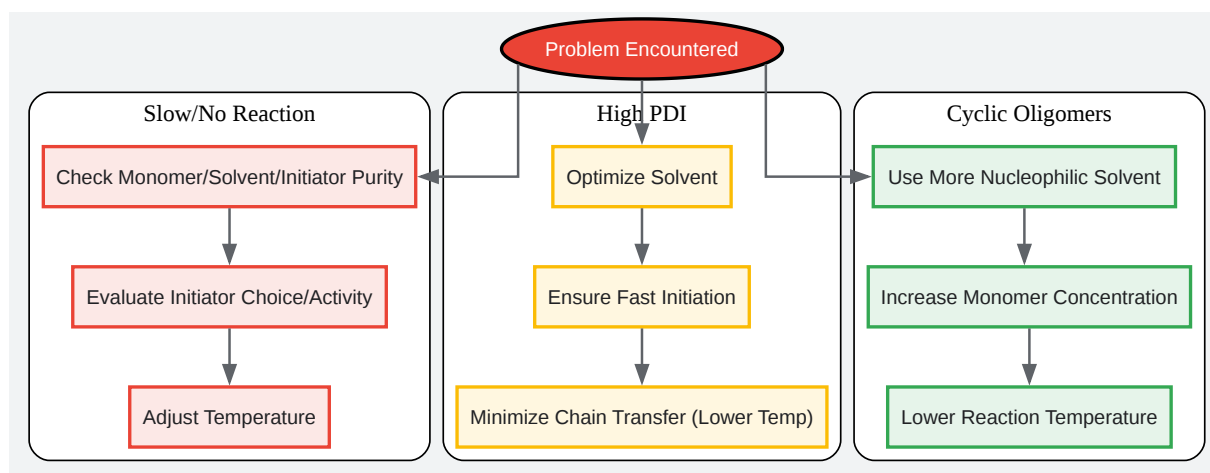 Problem Encountered
Slow/No Reaction
Check Monomer/Solvent/Initiator Purity
Evaluate Initiator Choice/Activity
Adjust Temperature
High PDI
Optimize Solvent
Ensure Fast Initiation
Minimize Chain Transfer (Lower Temp)
Cyclic Oligomers
Use More Nucleophilic Solvent
Increase Monomer Concentration
Lower Reaction Temperature